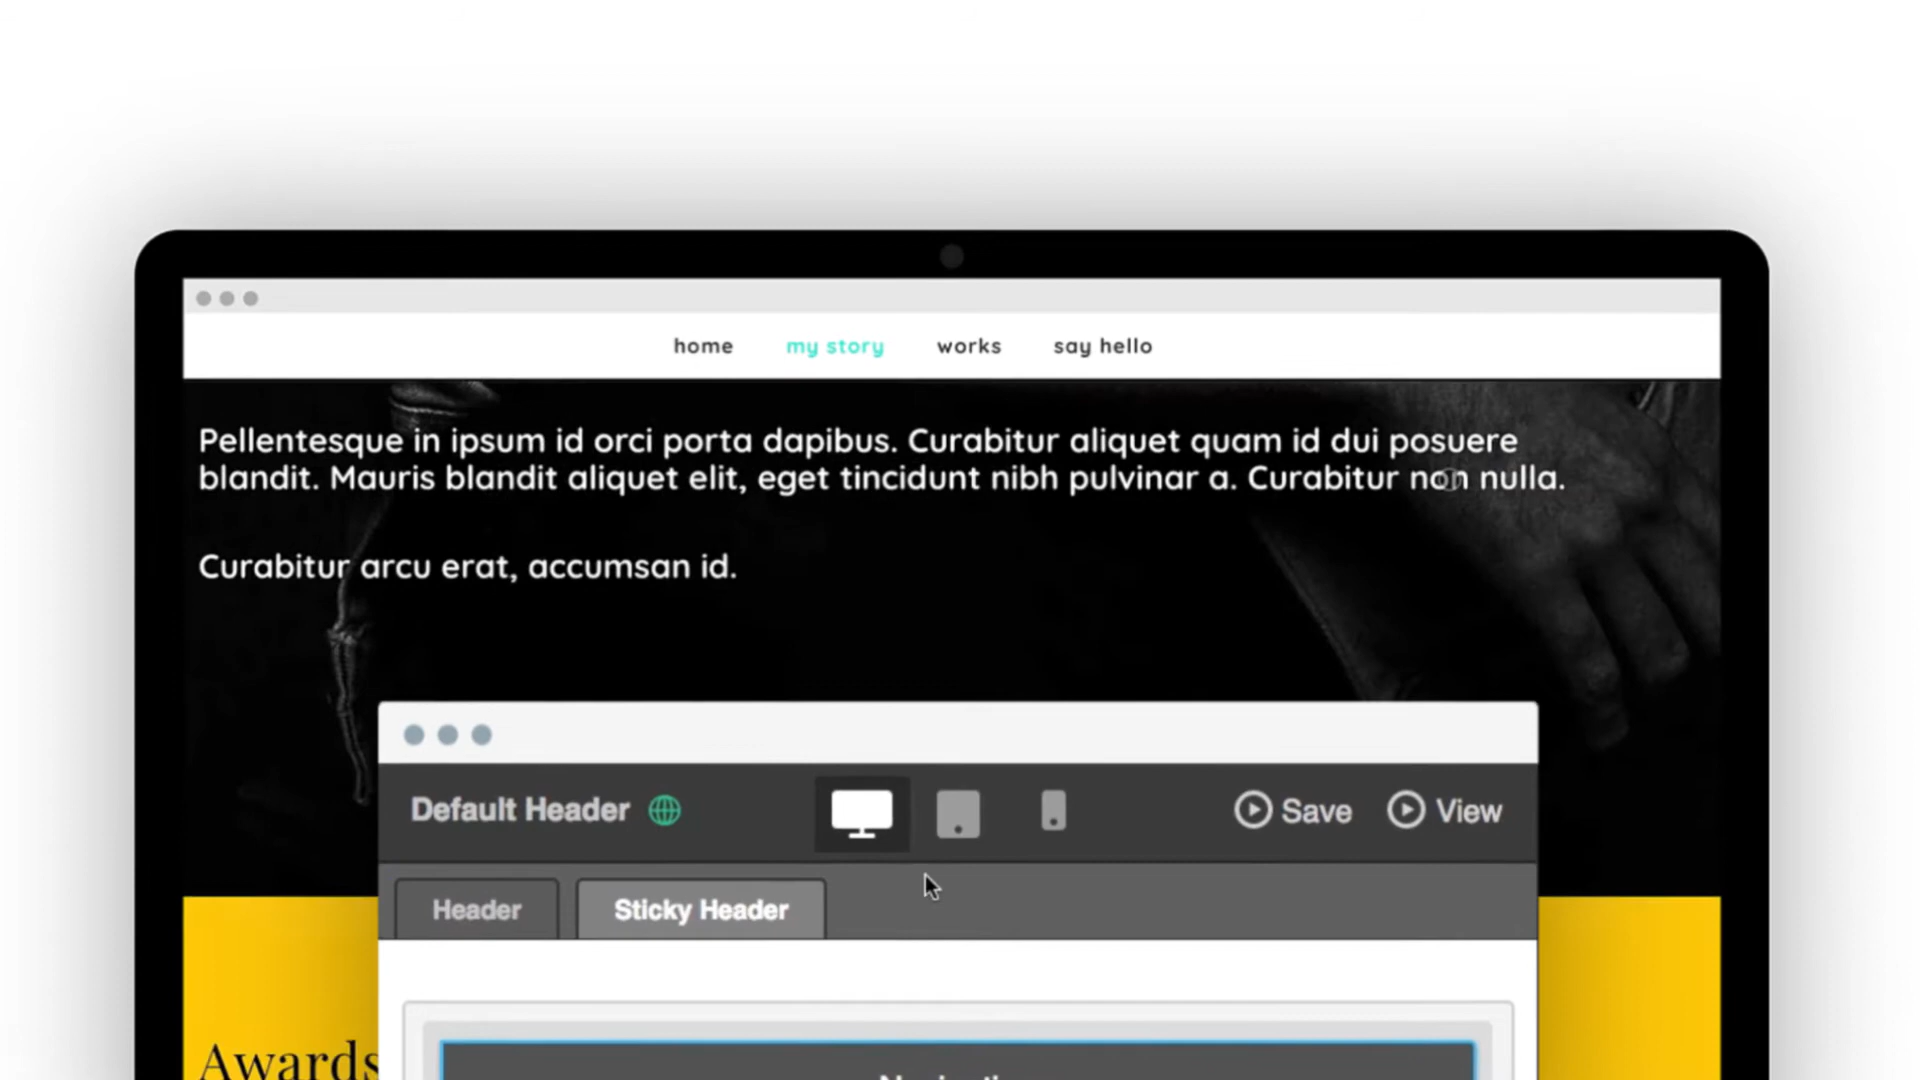 home my story works say hello
Pellentesque in ipsum id orci porta dapibus. Curabitur aliquet quam id dui posuere
blandit. Mauris blandit aliquet elit, eget tincidunt nibh pulvinar a. Curabitur non nulla.
Curabitur arcu erat, accumsan id.
Default Header Save View
Header Sticky Header
Awards